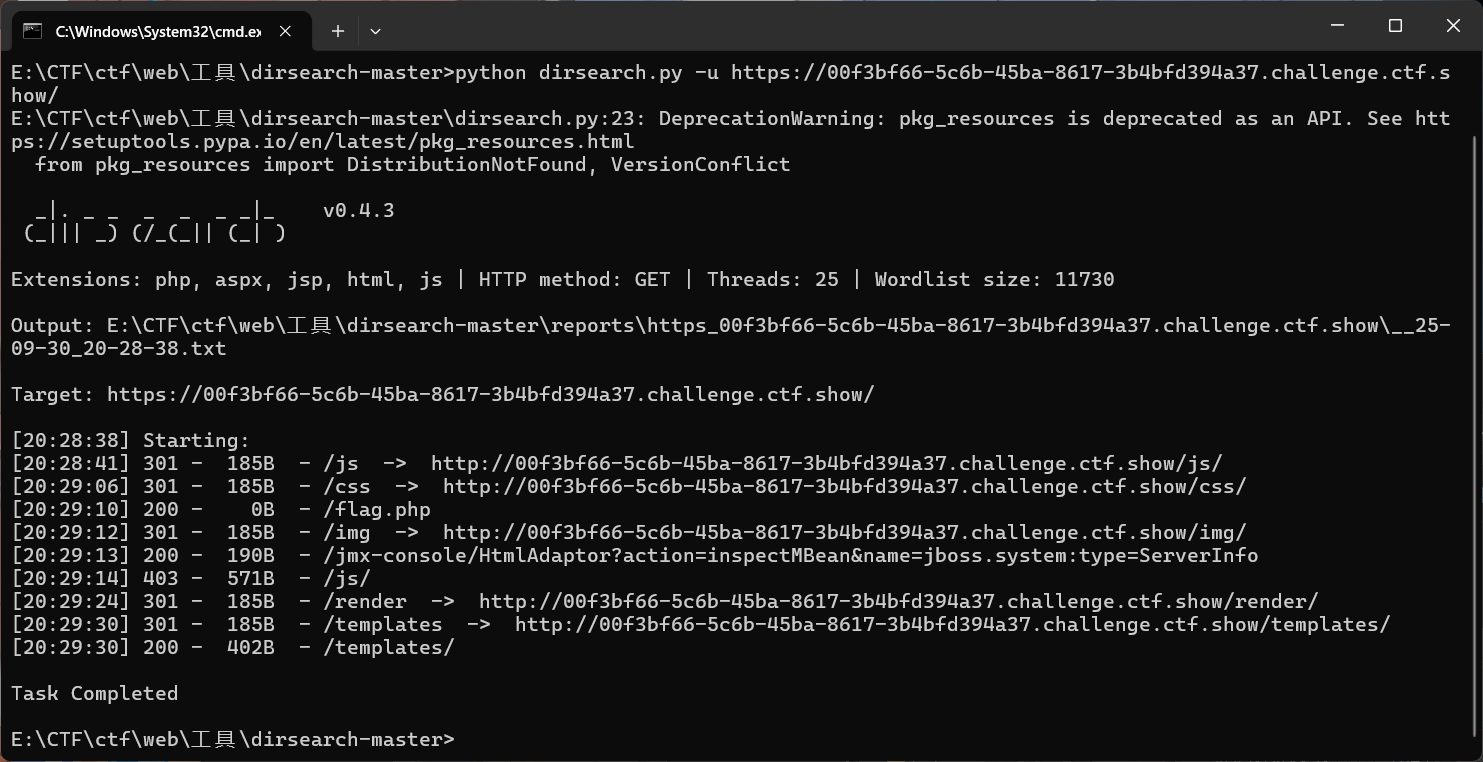 C:\Windows\System32\cmd.ex
E:\CTF\ctf\web\工具\dirsearch-master>python dirsearch.py -u https://00f3bf66-5c6b-45ba-8617-3b4bfd394a37.challenge.ctf.s
how/
E:\CTF\ctf\web\工具\dirsearch-master\dirsearch.py:23: DeprecationWarning: pkg_resources is deprecated as an API. See htt
ps://setuptools.pypa.io/en/latest/pkg_resources.html
  from pkg_resources import DistributionNotFound, VersionConflict

  _|. _ _  _  _  _ _|_    v0.4.3
 (_||| _) (/_(_|| (_| )

Extensions: php, aspx, jsp, html, js | HTTP method: GET | Threads: 25 | Wordlist size: 11730

Output: E:\CTF\ctf\web\工具\dirsearch-master\reports\https_00f3bf66-5c6b-45ba-8617-3b4bfd394a37.challenge.ctf.show\__25-
09-30_20-28-38.txt

Target: https://00f3bf66-5c6b-45ba-8617-3b4bfd394a37.challenge.ctf.show/

[20:28:38] Starting:
[20:28:41] 301 -  185B  - /js  ->  http://00f3bf66-5c6b-45ba-8617-3b4bfd394a37.challenge.ctf.show/js/
[20:29:06] 301 -  185B  - /css  ->  http://00f3bf66-5c6b-45ba-8617-3b4bfd394a37.challenge.ctf.show/css/
[20:29:10] 200 -    0B  - /flag.php
[20:29:12] 301 -  185B  - /img  ->  http://00f3bf66-5c6b-45ba-8617-3b4bfd394a37.challenge.ctf.show/img/
[20:29:13] 200 -  190B  - /jmx-console/HtmlAdaptor?action=inspectMBean&name=jboss.system:type=ServerInfo
[20:29:14] 403 -  571B  - /js/
[20:29:24] 301 -  185B  - /render  ->  http://00f3bf66-5c6b-45ba-8617-3b4bfd394a37.challenge.ctf.show/render/
[20:29:30] 301 -  185B  - /templates  ->  http://00f3bf66-5c6b-45ba-8617-3b4bfd394a37.challenge.ctf.show/templates/
[20:29:30] 200 -  402B  - /templates/

Task Completed

E:\CTF\ctf\web\工具\dirsearch-master>